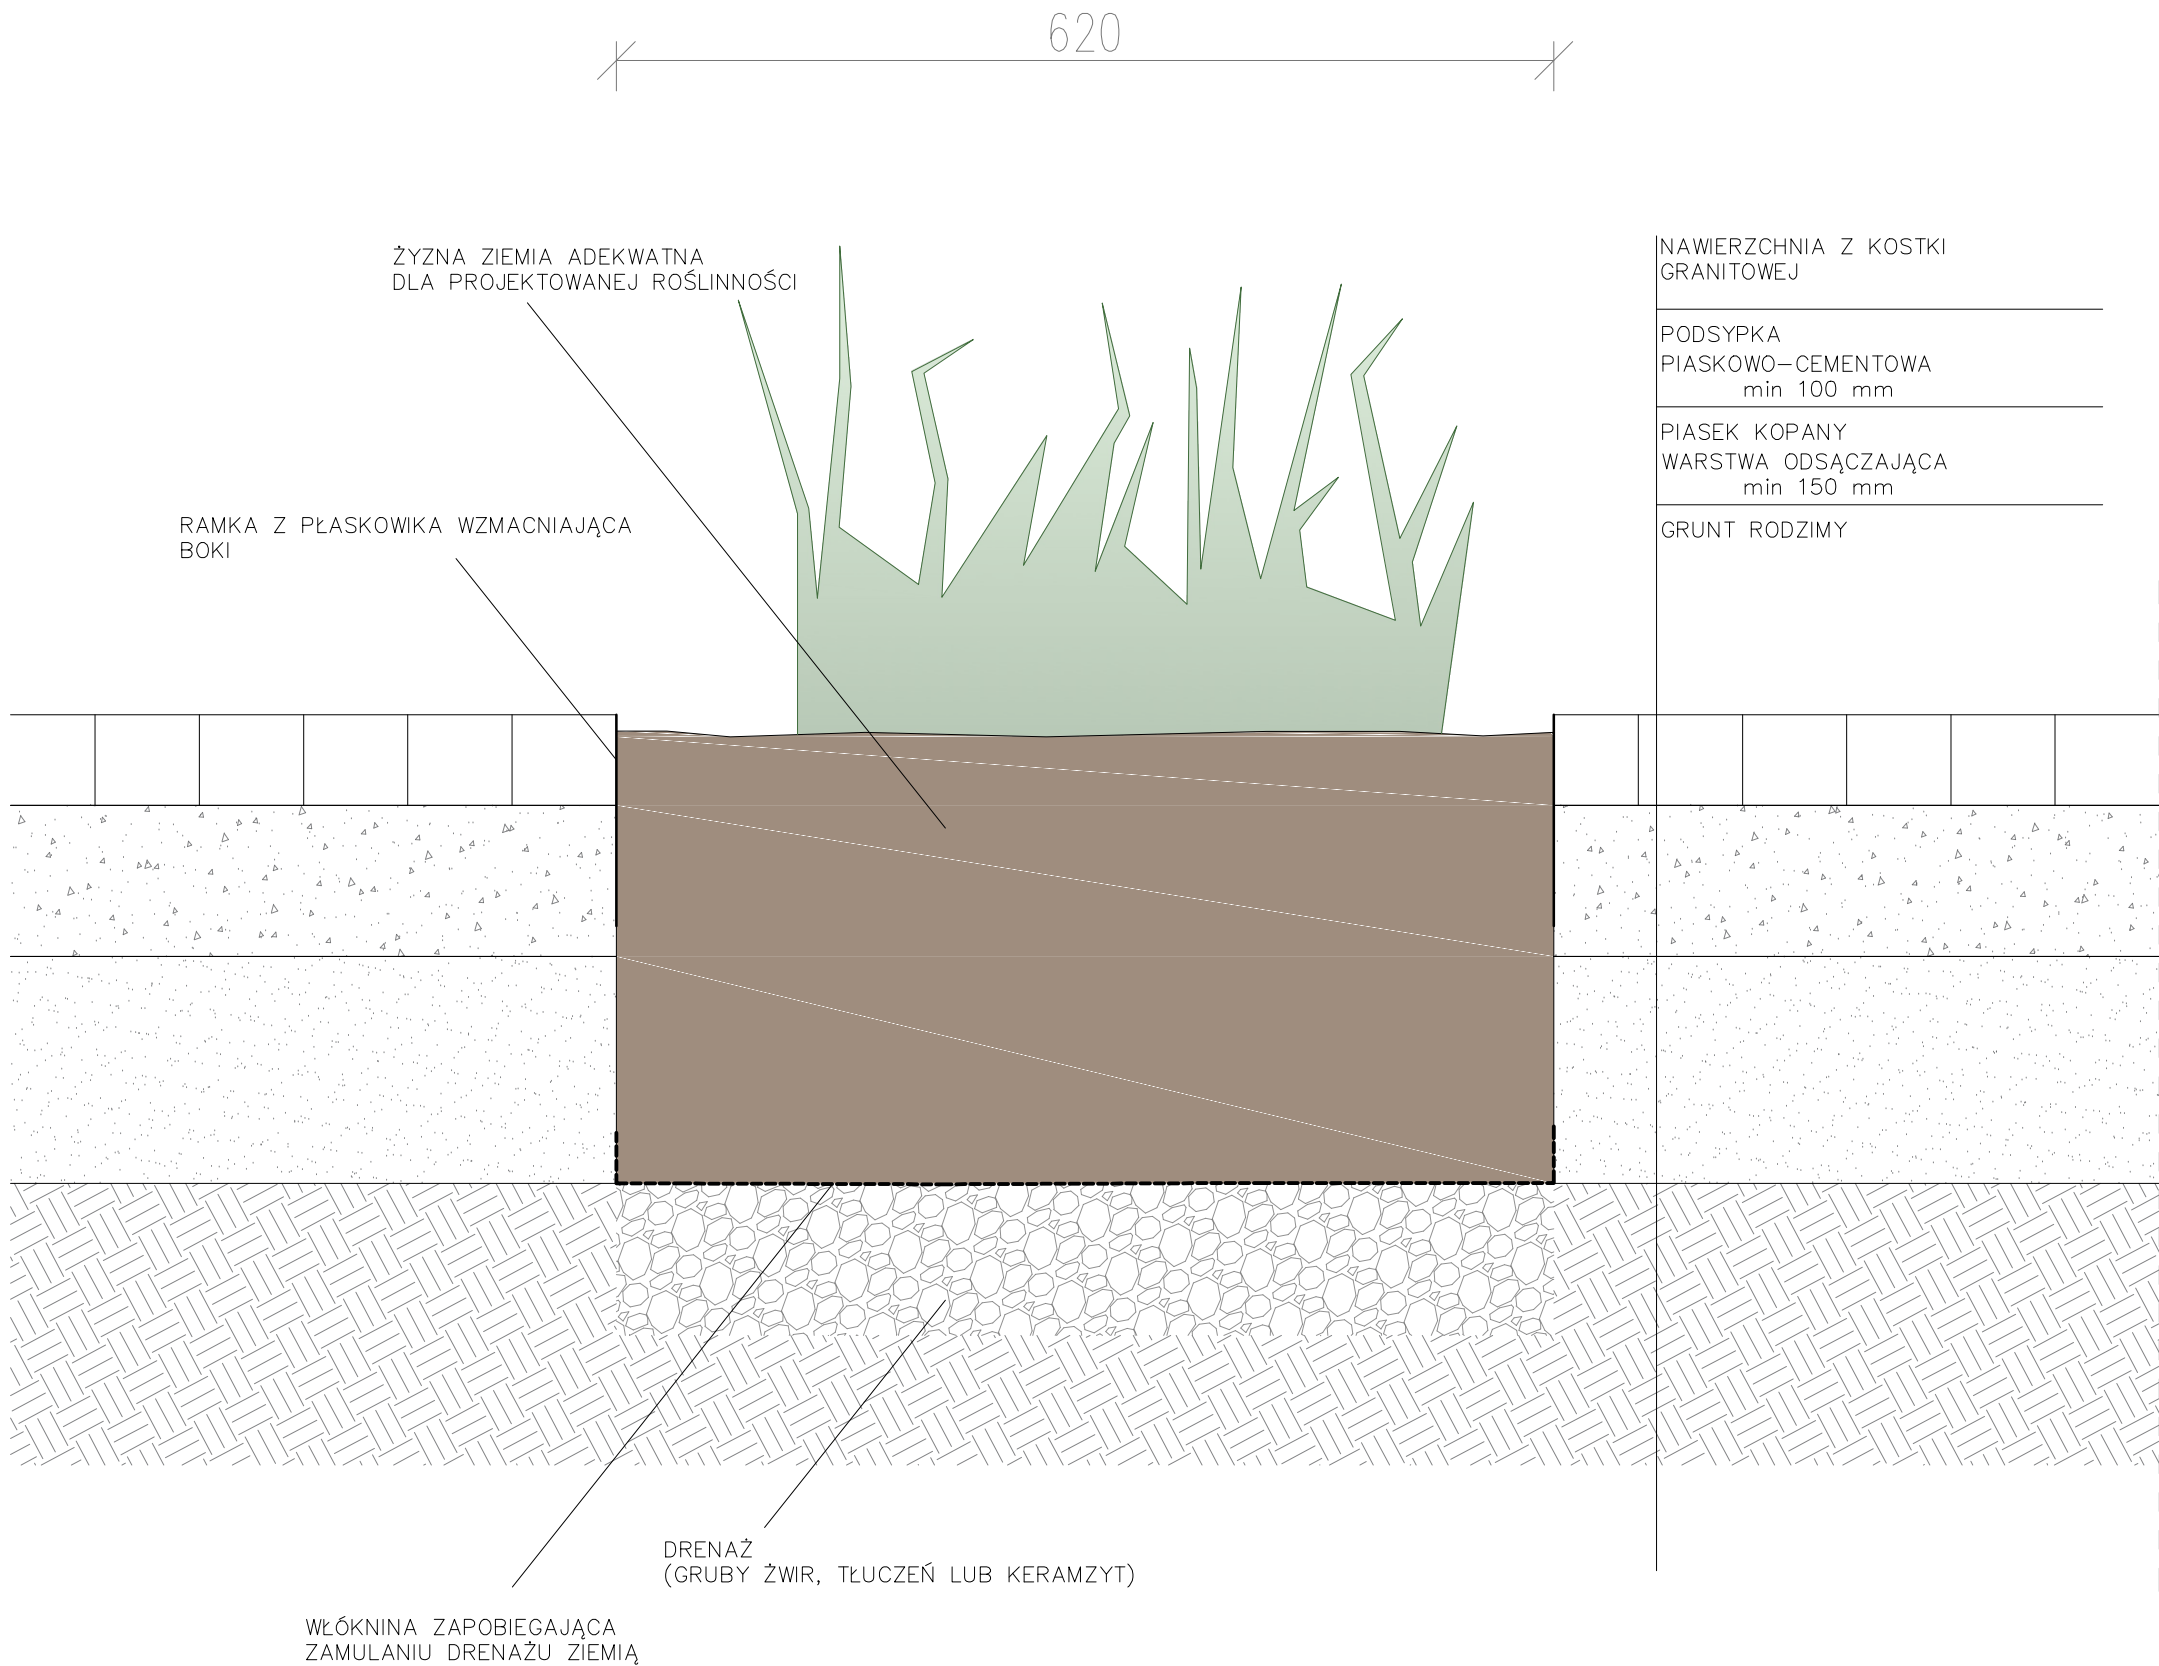 620
ŻYZNA ZIEMIA ADEKWATNA
DLA PROJEKTOWANEJ ROŚLINNOŚCI
RAMKA Z PŁASKOWIKA WZMACNIAJĄCA
BOKI
NAWIERZCHNIA Z KOSTKI
GRANITOWEJ
PODSYPKA
PIASKOWO-CEMENTOWA
min 100 mm
PIASEK KOPANY
WARSTWA ODSĄCZAJĄCA
min 150 mm
GRUNT RODZIMY
DRENAŻ
(GRUBY ŻWIR, TŁUCZEŃ LUB KERAMZYT)
WŁÓKNINA ZAPOBIEGAJĄCA
ZAMULANIU DRENAŻU ZIEMIĄ